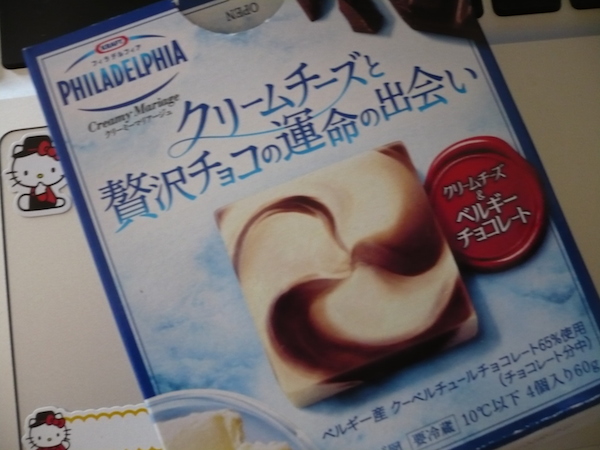 OPEN
KRAFT
フィラデルフィア
PHILADELPHIA
Creamy Mariage
クリーミーマリアージュ
クリームチーズと
贅沢チョコの運命の出会い
クリームチーズ
&
ベルギー
チョコレート
ベルギー産 クーベルチュールチョコレート65%使用
(チョコレート分中)
要冷蔵 10℃以下 4個入り60g